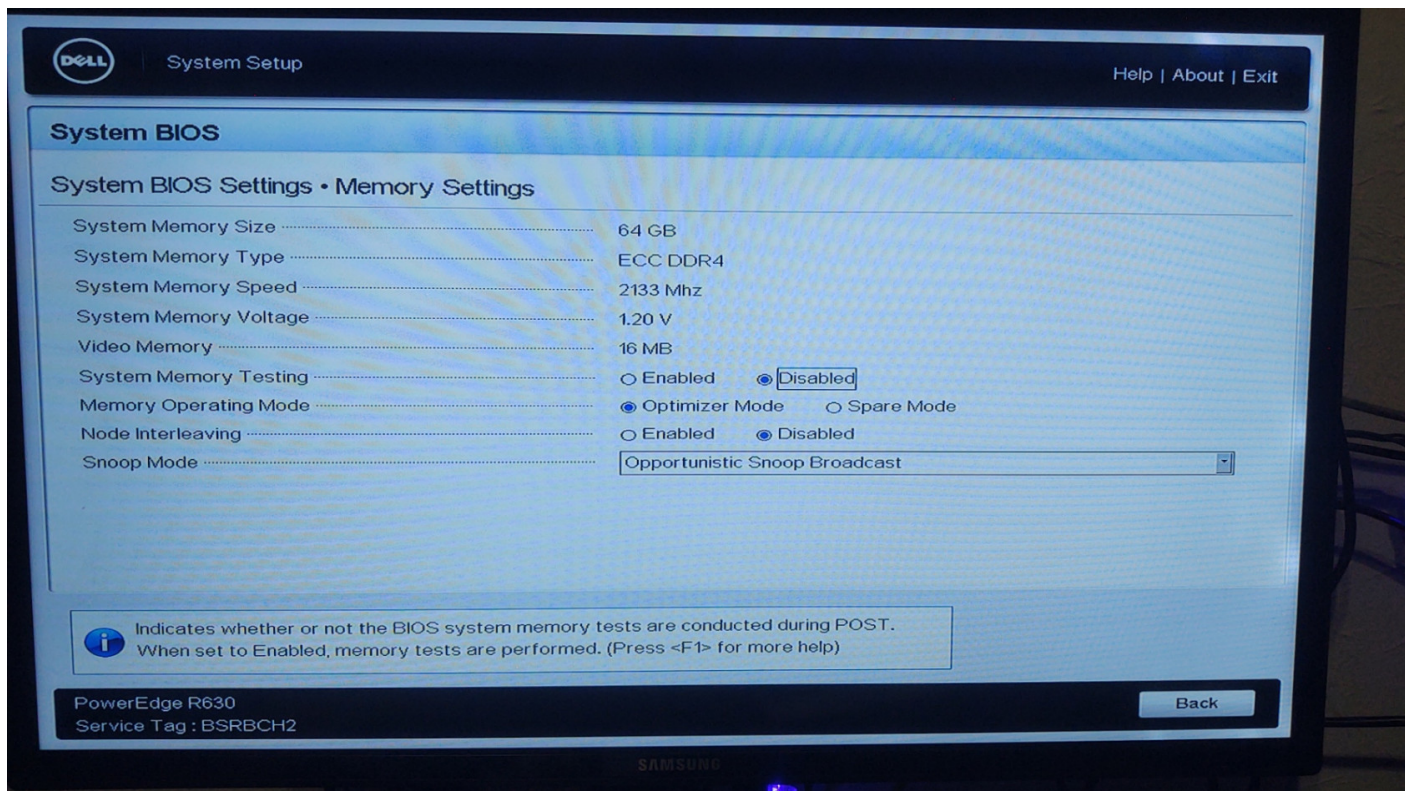 DELL
System Setup
Help | About | Exit
System BIOS
System BIOS Settings • Memory Settings
System Memory Size 64 GB
System Memory Type ECC DDR4
System Memory Speed 2133 Mhz
System Memory Voltage 1.20 V
Video Memory 16 MB
System Memory Testing Enabled Disabled
Memory Operating Mode Optimizer Mode Spare Mode
Node Interleaving Enabled Disabled
Snoop Mode Opportunistic Snoop Broadcast
i Indicates whether or not the BIOS system memory tests are conducted during POST.
When set to Enabled, memory tests are performed. (Press <F1> for more help)
PowerEdge R630
Service Tag : BSRBCH2
Back
SAMSUNG